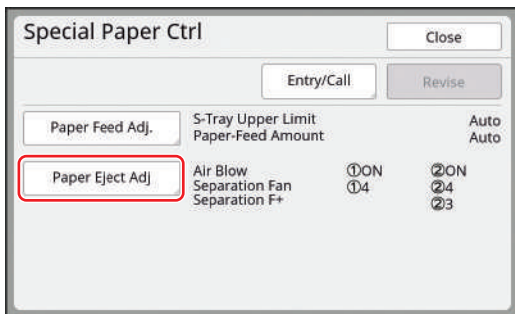 Special Paper Ctrl
Close
Entry/Call
Revise
Paper Feed Adj.
S-Tray Upper Limit Auto
Paper-Feed Amount Auto
Paper Eject Adj
Air Blow ①ON ②ON
Separation Fan ①4 ②4
Separation F+ ②3